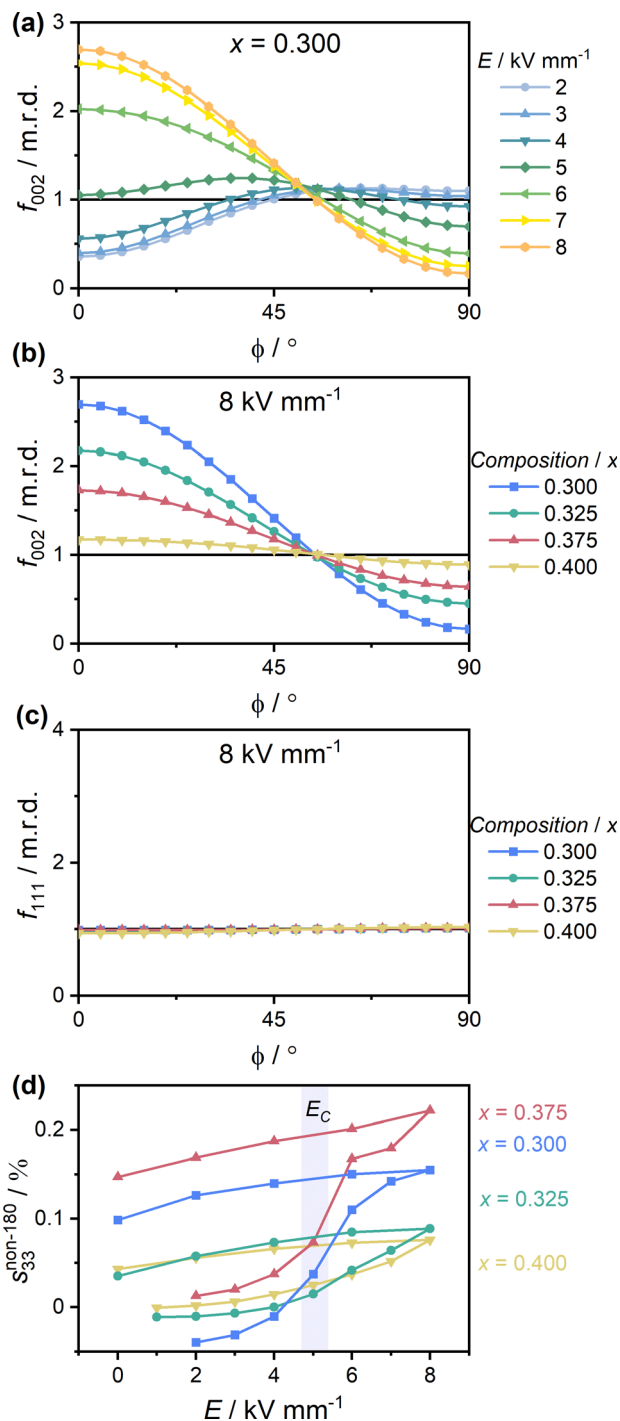 (a)
x = 0.300
f002 / m.r.d.
3
2
1
0
0
45
90
ϕ / °
E / kV mm-1
2
3
4
5
6
7
8
(b)
8 kV mm-1
f002 / m.r.d.
3
2
1
0
0
45
90
ϕ / °
Composition / x
0.300
0.325
0.375
0.400
(c)
8 kV mm-1
f111 / m.r.d.
4
2
1
0
0
45
90
ϕ / °
Composition / x
0.300
0.325
0.375
0.400
(d)
EC
s33non-180 / %
0.2
0.1
0
0
2
4
6
8
E / kV mm-1
x = 0.375
x = 0.300
x = 0.325
x = 0.400